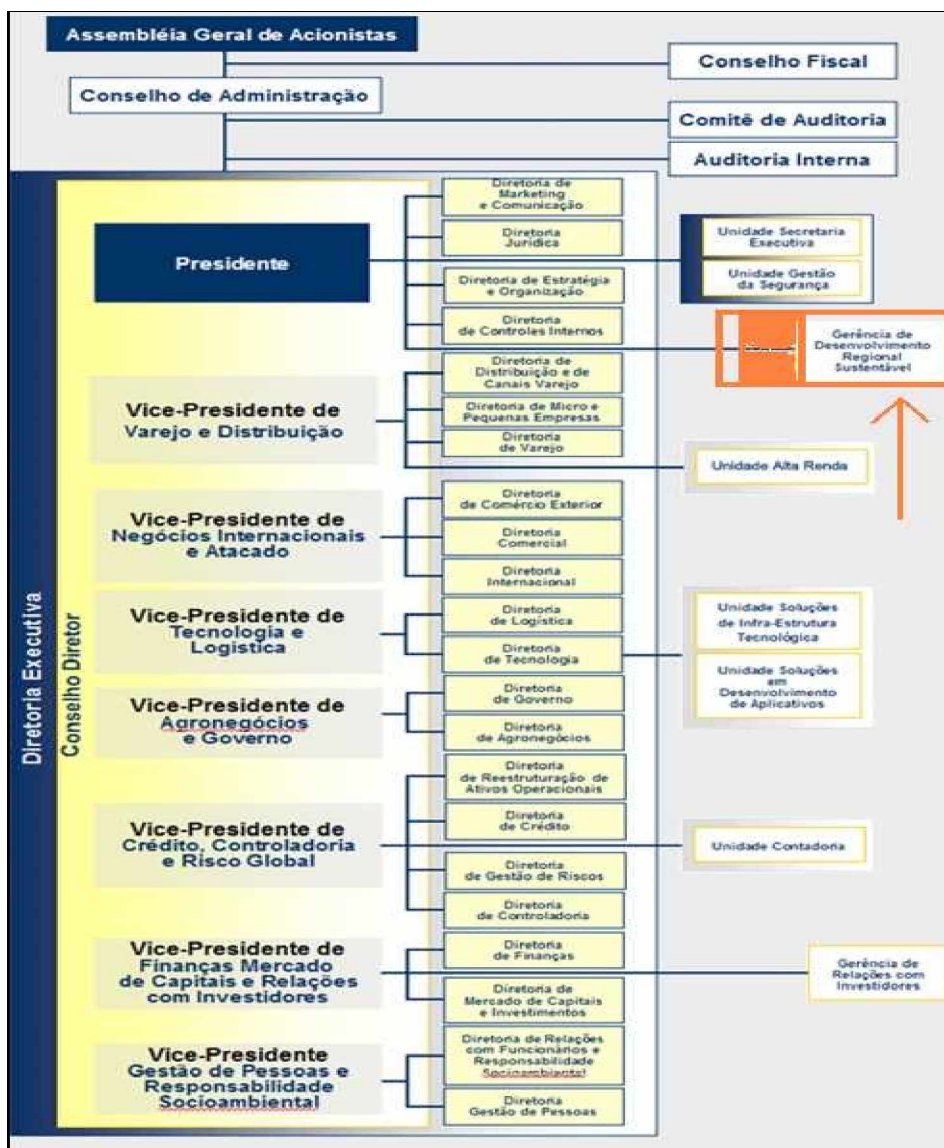 Assembléia Geral de Acionistas
Conselho Fiscal
Conselho de Administração
Comitê de Auditoria
Auditoria Interna
Diretoria Executiva
Conselho Diretor
Presidente
Diretoria de
Marketing
e Comunicação
Diretoria
Jurídica
Diretoria de Estratégia
e Organização
Diretoria
de Controles Internos
Unidade Secretaria
Executiva
Unidade Gestão
da Segurança
Gerência de
Desenvolvimento
Regional
Sustentável
Vice-Presidente de
Varejo e Distribuição
Diretoria de
Distribuição e de
Canais Varejo
Diretoria de Micro e
Pequenas Empresas
Diretoria
de Varejo
Unidade Alta Renda
Vice-Presidente de
Negócios Internacionais
e Atacado
Diretoria
de Comércio Exterior
Diretoria
Comercial
Diretoria
Internacional
Vice-Presidente de
Tecnologia e
Logística
Diretoria
de Logística
Diretoria
de Tecnologia
Unidade Soluções
de Infra-Estrutura
Tecnológica
Unidade Soluções
em
Desenvolvimento
de Aplicativos
Vice-Presidente de
Agronegócios
e Governo
Diretoria
de Governo
Diretoria
de Agronegócios
Vice-Presidente de
Crédito, Controladoria
e Risco Global
Diretoria
de Reestruturação de
Ativos Operacionais
Diretoria
de Crédito
Diretoria
de Gestão de Riscos
Diretoria
de Controladoria
Unidade Contadoria
Vice-Presidente de
Finanças Mercado
de Capitais e Relações
com Investidores
Diretoria
de Finanças
Diretoria de
Mercado de Capitais
e Investimentos
Gerência de
Relações com
Investidores
Vice-Presidente
Gestão de Pessoas e
Responsabilidade
Socioambiental
Diretoria de Relações
com Funcionários e
Responsabilidade
Socioambiental
Diretoria
Gestão de Pessoas